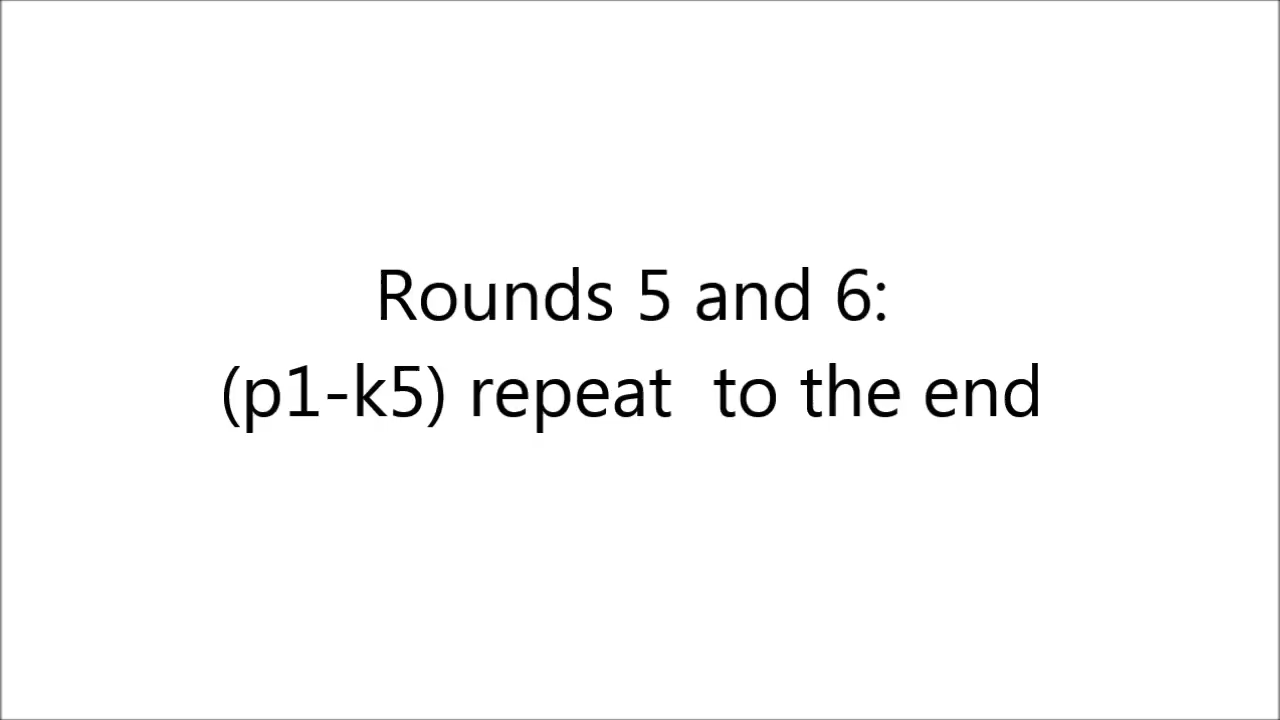 Rounds 5 and 6:
(p1-k5) repeat  to the end